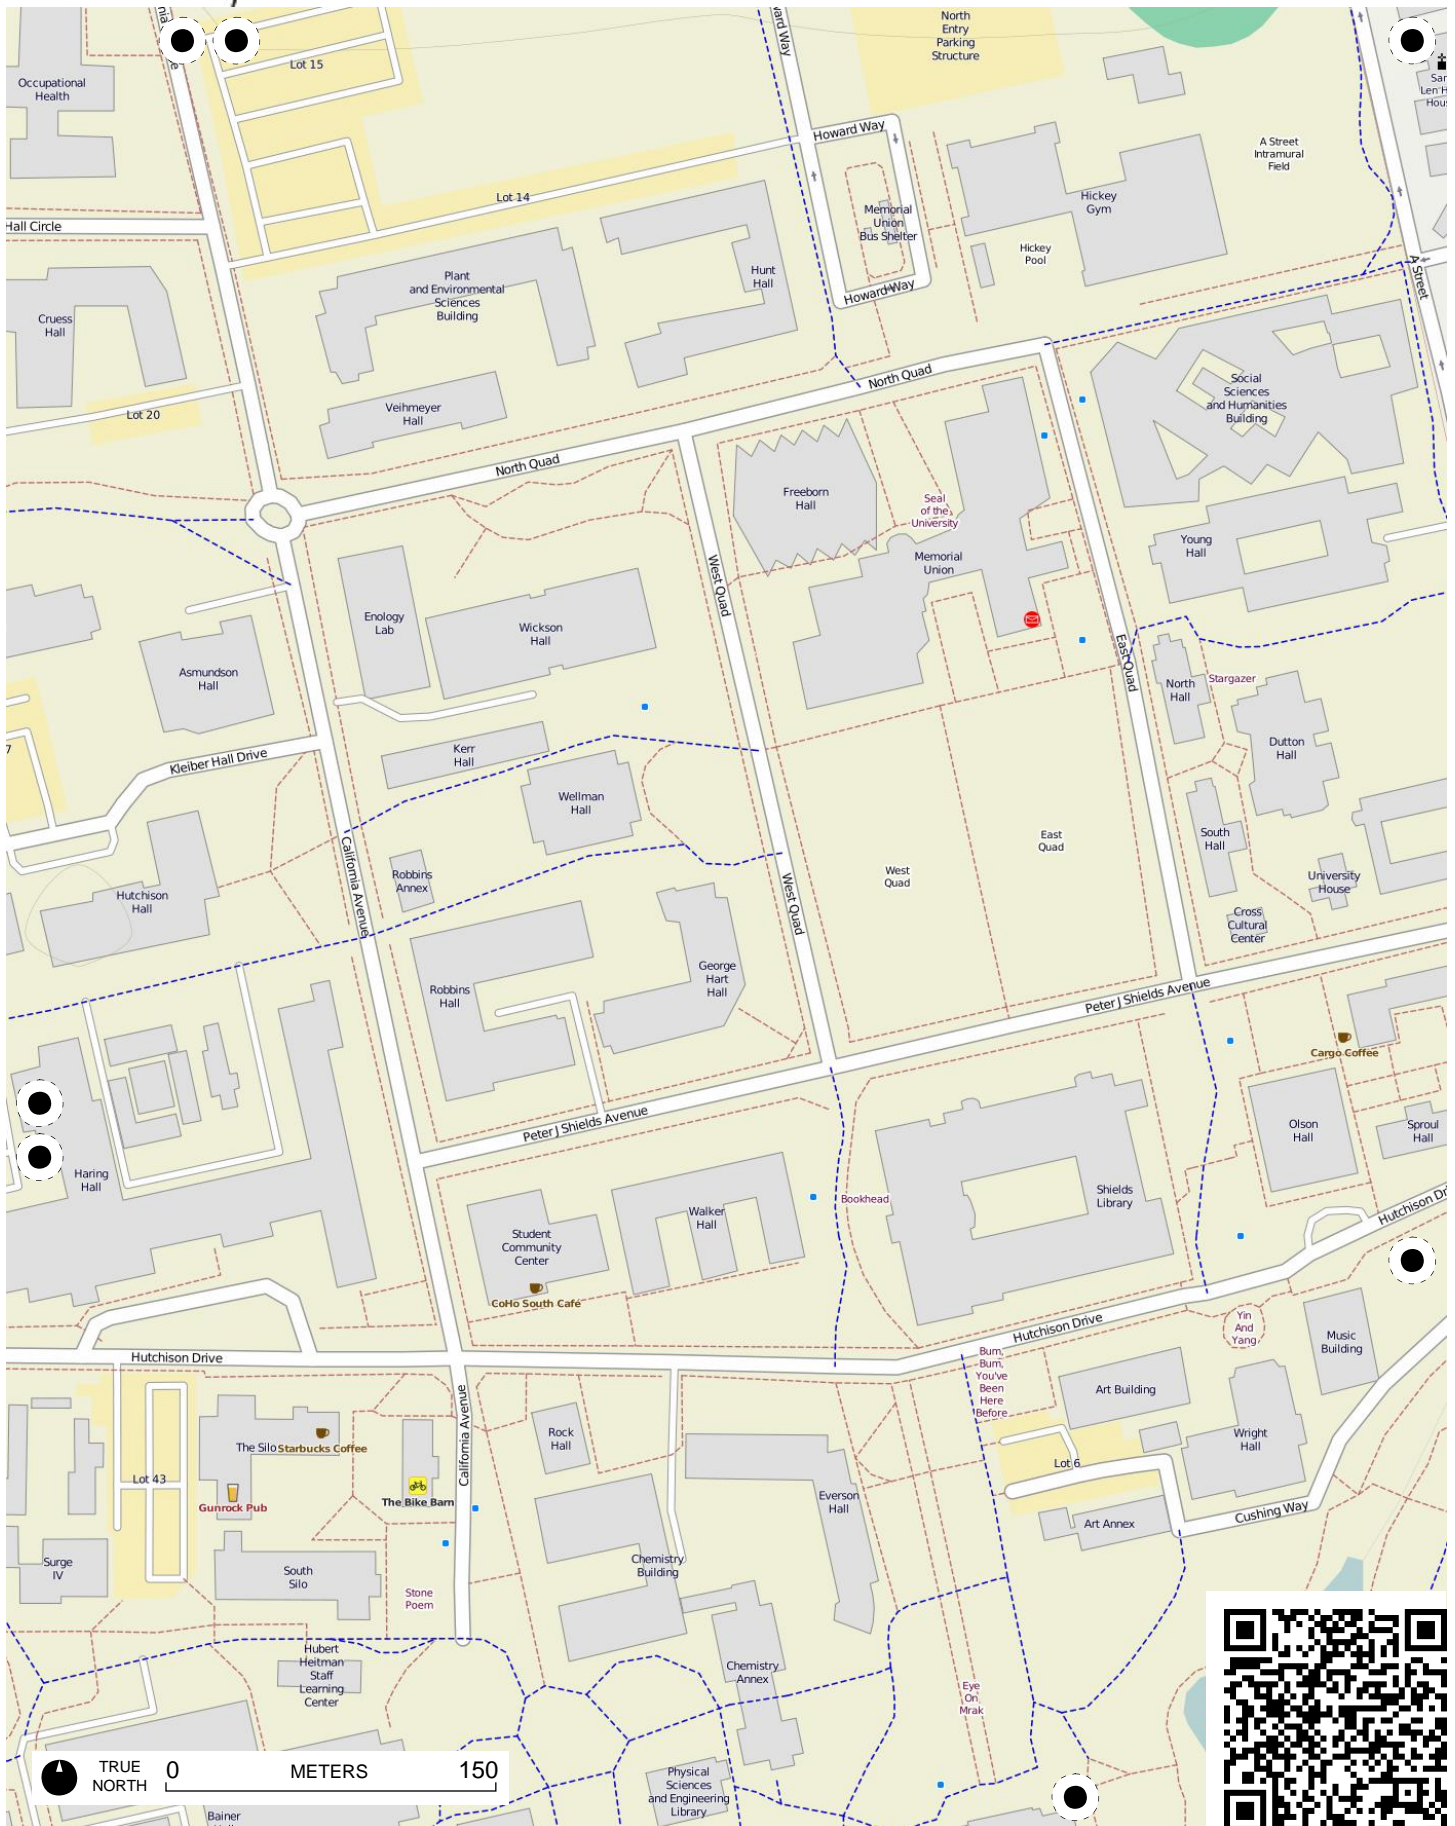 North
Entry
Parking
Structure
Lot 15
Occupational
Health
Howard Way
A Street
Intramural
Field
Lot 14
Hickey
Gym
Memorial
Union
Bus Shelter
Hall Circle
Hickey
Pool
Hunt
Hall
Plant
and Environmental
Sciences
Building
Howard Way
A Street
Cruess
Hall
North Quad
Social
Sciences
and Humanities
Building
Lot 20
Veihmeyer
Hall
North Quad
Freeborn
Hall
Seal
of the
University
Young
Hall
Memorial
Union
West Quad
Enology
Lab
Wickson
Hall
East Quad
Asmundson
Hall
North
Hall
Stargazer
Dutton
Hall
7
Kerr
Hall
Kleiber Hall Drive
Wellman
Hall
South
Hall
East
Quad
California Avenue
West
Quad
Robbins
Annex
University
House
Hutchison
Hall
West Quad
Cross
Cultural
Center
George
Hart
Hall
Robbins
Hall
Peter J Shields Avenue
Cargo Coffee
Peter J Shields Avenue
Olson
Hall
Sproul
Hall
Haring
Hall
Bookhead
Shields
Library
Walker
Hall
Hutchison Dr
Student
Community
Center
CoHo South Café
Hutchison Drive
Yin
And
Yang
Music
Building
Hutchison Drive
Bum,
Bum,
You've
Been
Here
Before
Art Building
California Avenue
Rock
Hall
Wright
Hall
The Silo
Starbucks Coffee
Lot 6
Lot 43
The Bike Barn
Everson
Hall
Gunrock Pub
Cushing Way
Art Annex
Surge
IV
South
Silo
Chemistry
Building
Stone
Poem
Hubert
Heitman
Staff
Learning
Center
Chemistry
Annex
Eye
On
Mrak
TRUE
NORTH
0 METERS 150
Physical
Sciences
and Engineering
Library
Bainer